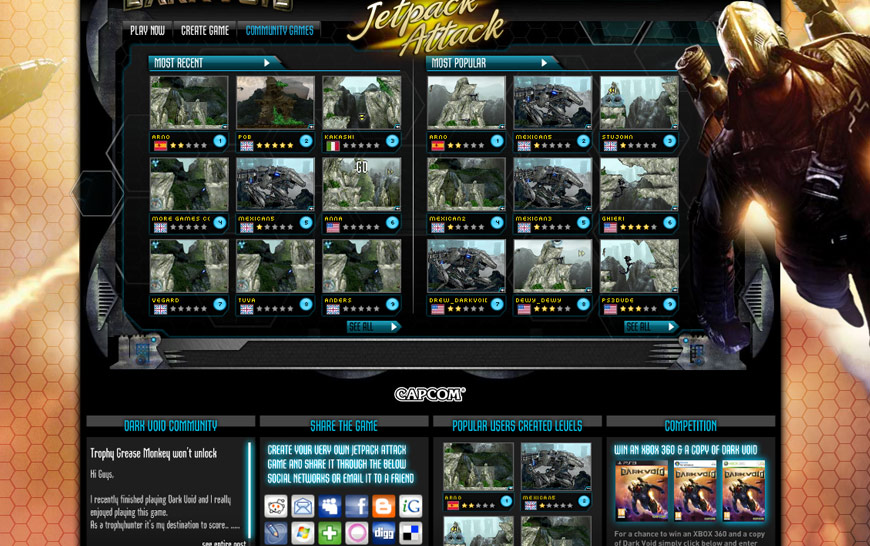 DARKVOID
Jetpack
Attack
PLAY NOW CREATE GAME COMMUNITY GAMES
MOST RECENT
MOST POPULAR
ARNO 1
POB 2
KAKASHI 3
ARNO 1
MEXICANS 2
STUJOHN 3
GD
MORE GAMES CO 4
MEXICANS 5
ANNA 6
MEXICAN2 4
MEXICAN3 5
GHIERI 6
VEGARD 7
TUVA 8
ANDERS 9
DREW_DARKVOID 7
DEWY_DEWY 8
PS3DUDE 9
SEE ALL
SEE ALL
CAPCOM
DARK VOID COMMUNITY
Trophy Grease Monkey won't unlock
Hi Guys,
I recently finished playing Dark Void and I really
enjoyed playing this game.
As a trophyhunter it's my destination to score.. .....
see entire post
SHARE THE GAME
CREATE YOUR VERY OWN JETPACK ATTACK
GAME AND SHARE IT THROUGH THE BELOW
SOCIAL NETWORKS OR EMAIL IT TO A FRIEND
iG
digg
POPULAR USERS CREATED LEVELS
ARNO 1
MEXICANS 2
COMPETITION
WIN AN XBOX 360 & A COPY OF DARK VOID
DARKVOID DARKVOID DARKVOID
For a chance to win an XBOX 360 and a copy
of Dark Void simply click below and enter